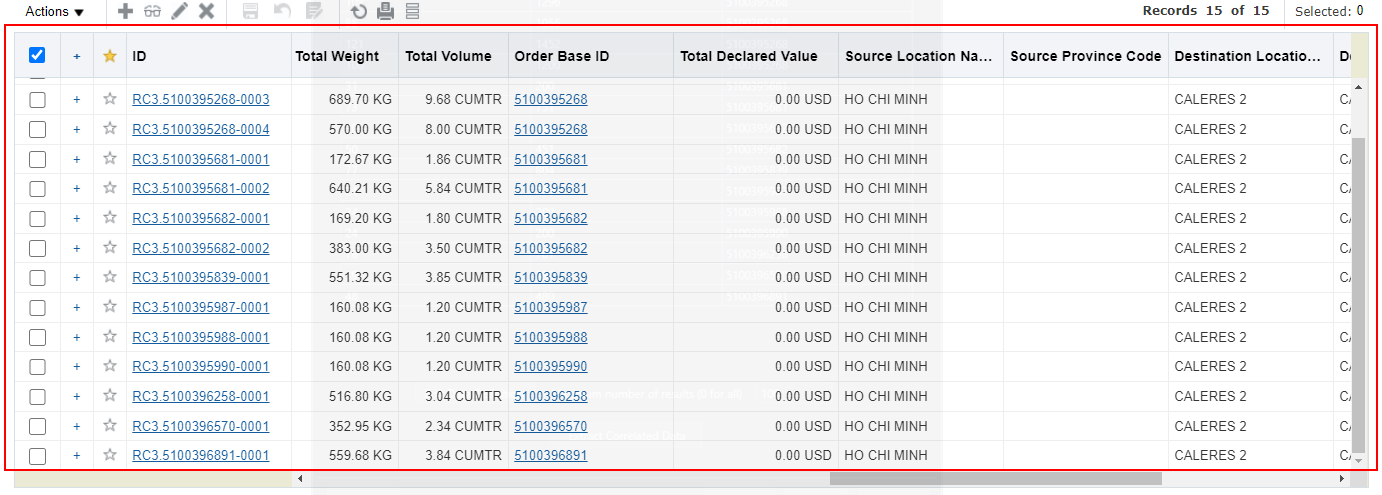 Actions Records 15 of 15 Selected: 0
+ ID Total Weight Total Volume Order Base ID Total Declared Value Source Location Na... Source Province Code Destination Locatio...
+ RC3.5100395268-0003 689.70 KG 9.68 CUMTR 5100395268 0.00 USD HO CHI MINH CALERES 2
+ RC3.5100395268-0004 570.00 KG 8.00 CUMTR 5100395268 0.00 USD HO CHI MINH CALERES 2
+ RC3.5100395681-0001 172.67 KG 1.86 CUMTR 5100395681 0.00 USD HO CHI MINH CALERES 2
+ RC3.5100395681-0002 640.21 KG 5.84 CUMTR 5100395681 0.00 USD HO CHI MINH CALERES 2
+ RC3.5100395682-0001 169.20 KG 1.80 CUMTR 5100395682 0.00 USD HO CHI MINH CALERES 2
+ RC3.5100395682-0002 383.00 KG 3.50 CUMTR 5100395682 0.00 USD HO CHI MINH CALERES 2
+ RC3.5100395839-0001 551.32 KG 3.85 CUMTR 5100395839 0.00 USD HO CHI MINH CALERES 2
+ RC3.5100395987-0001 160.08 KG 1.20 CUMTR 5100395987 0.00 USD HO CHI MINH CALERES 2
+ RC3.5100395988-0001 160.08 KG 1.20 CUMTR 5100395988 0.00 USD HO CHI MINH CALERES 2
+ RC3.5100395990-0001 160.08 KG 1.20 CUMTR 5100395990 0.00 USD HO CHI MINH CALERES 2
+ RC3.5100396258-0001 516.80 KG 3.04 CUMTR 5100396258 0.00 USD HO CHI MINH CALERES 2
+ RC3.5100396570-0001 352.95 KG 2.34 CUMTR 5100396570 0.00 USD HO CHI MINH CALERES 2
+ RC3.5100396891-0001 559.68 KG 3.84 CUMTR 5100396891 0.00 USD HO CHI MINH CALERES 2